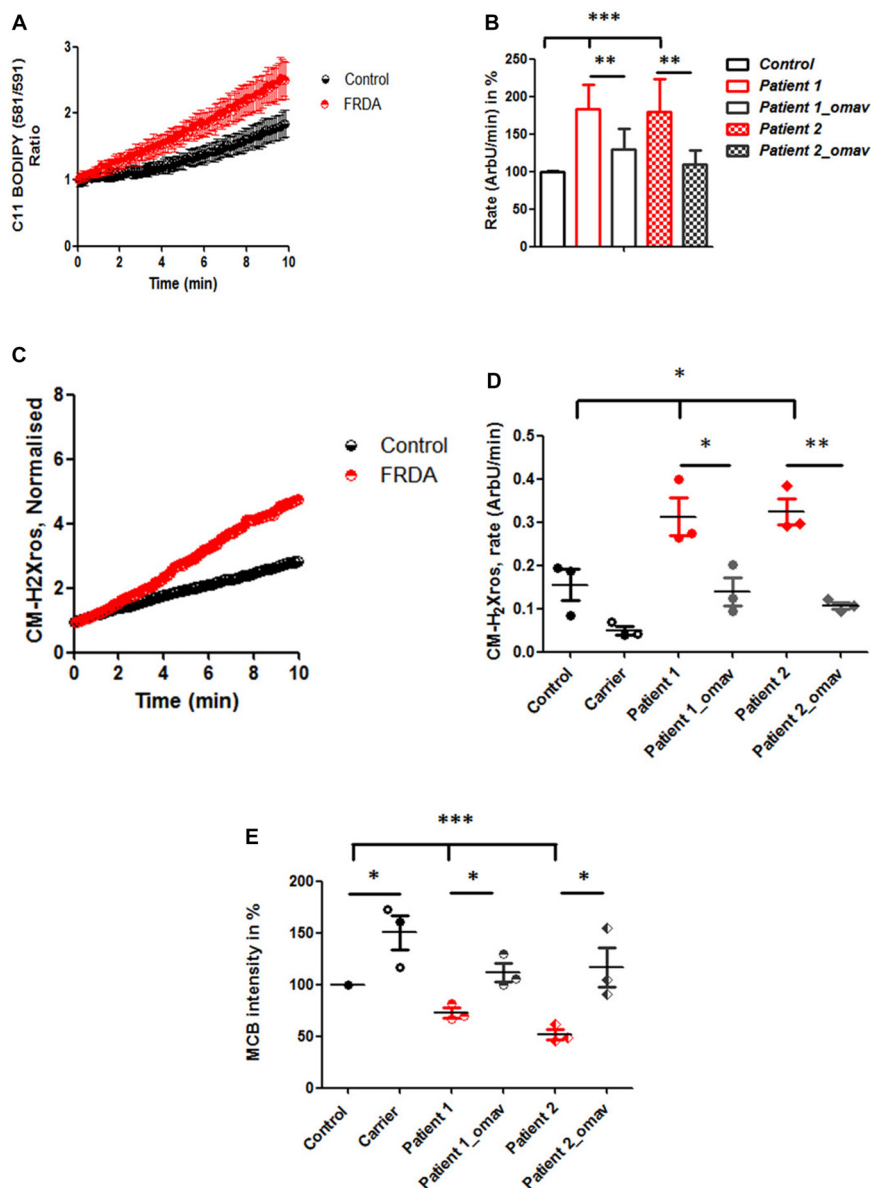 A
C11 BODIPY (581/591)
Ratio
3
2
1
0
0 2 4 6 8 10
Time (min)
Control
FRDA
B
Rate (ArbU/min) in %
250
200
150
100
50
0
***
** **
Control
Patient 1
Patient 1_omav
Patient 2
Patient 2_omav
C
CM-H2Xros, Normalised
8
6
4
2
0
0 2 4 6 8 10
Time (min)
Control
FRDA
D
CM-H₂Xros, rate (ArbU/min)
0.5
0.4
0.3
0.2
0.1
0.0
*
* **
Control
Carrier
Patient 1
Patient 1_omav
Patient 2
Patient 2_omav
E
MCB intensity in %
200
150
100
50
0
***
* * *
Control
Carrier
Patient 1
Patient 1_omav
Patient 2
Patient 2_omav